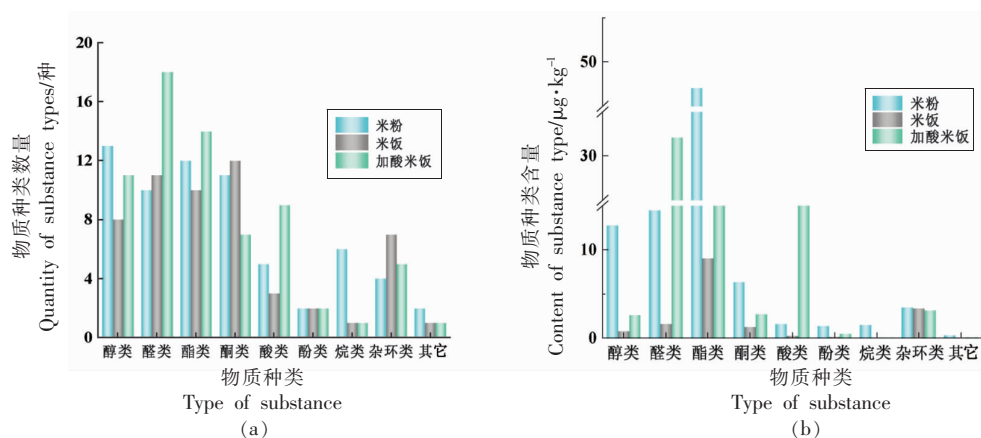 20
16
12
8
4
0
物质种类数量/种
Quantity of substance types/种
米粉
米饭
加酸米饭
醇类 醛类 酯类 酮类 酸类 酚类 烷类 杂环类 其它
物质种类
Type of substance
(a)
50
30
10
0
物质种类含量
Content of substance type/μg·kg⁻¹
米粉
米饭
加酸米饭
醇类 醛类 酯类 酮类 酸类 酚类 烷类 杂环类 其它
物质种类
Type of substance
(b)